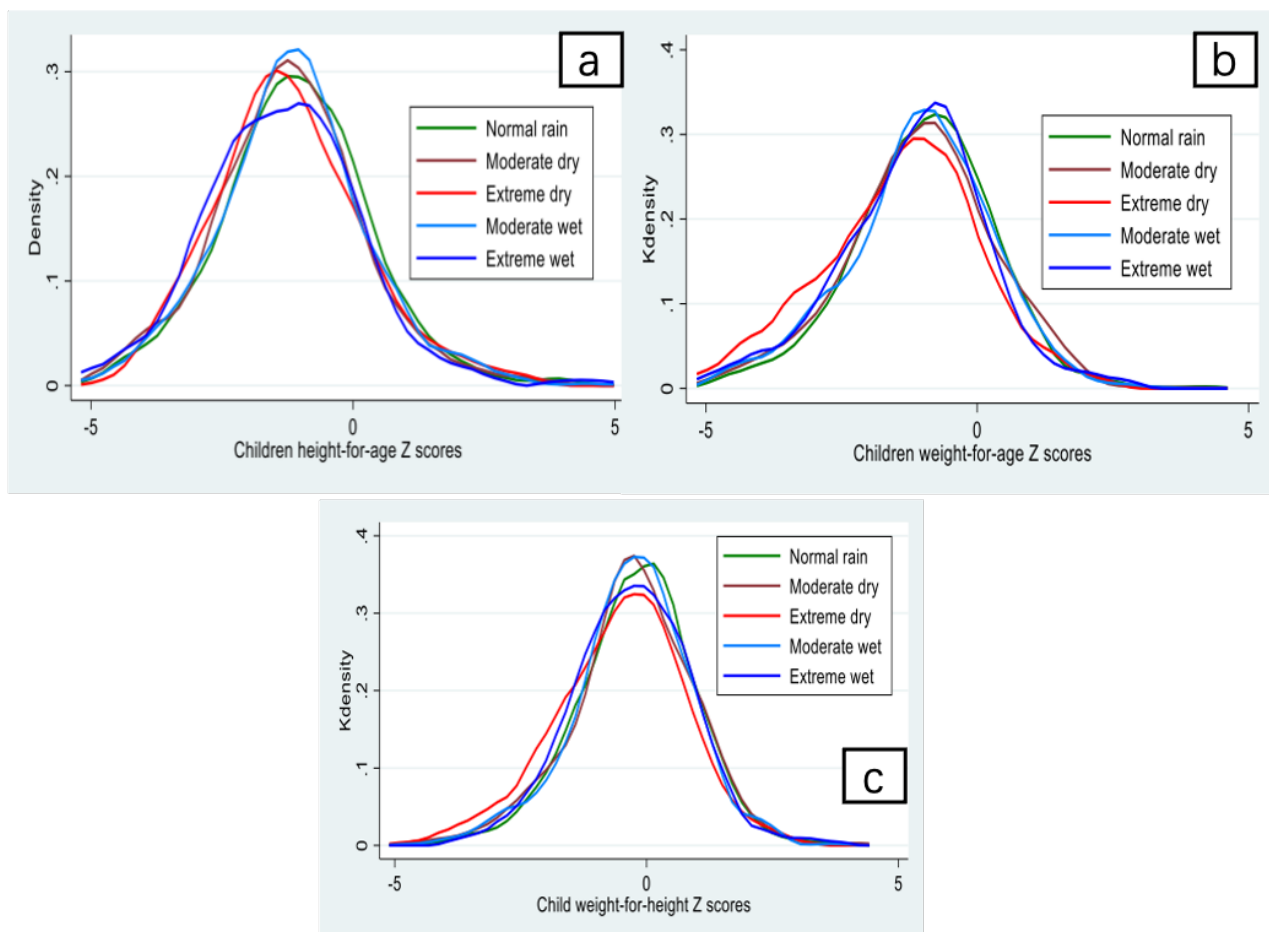 a
Density
.3
.2
.1
0
Normal rain
Moderate dry
Extreme dry
Moderate wet
Extreme wet
-5
0
5
Children height-for-age Z scores
b
Kdensity
.4
.3
.2
.1
0
Normal rain
Moderate dry
Extreme dry
Moderate wet
Extreme wet
-5
0
5
Children weight-for-age Z scores
Kdensity
.4
.3
.2
.1
0
Normal rain
Moderate dry
Extreme dry
Moderate wet
Extreme wet
c
-5
0
5
Child weight-for-height Z scores